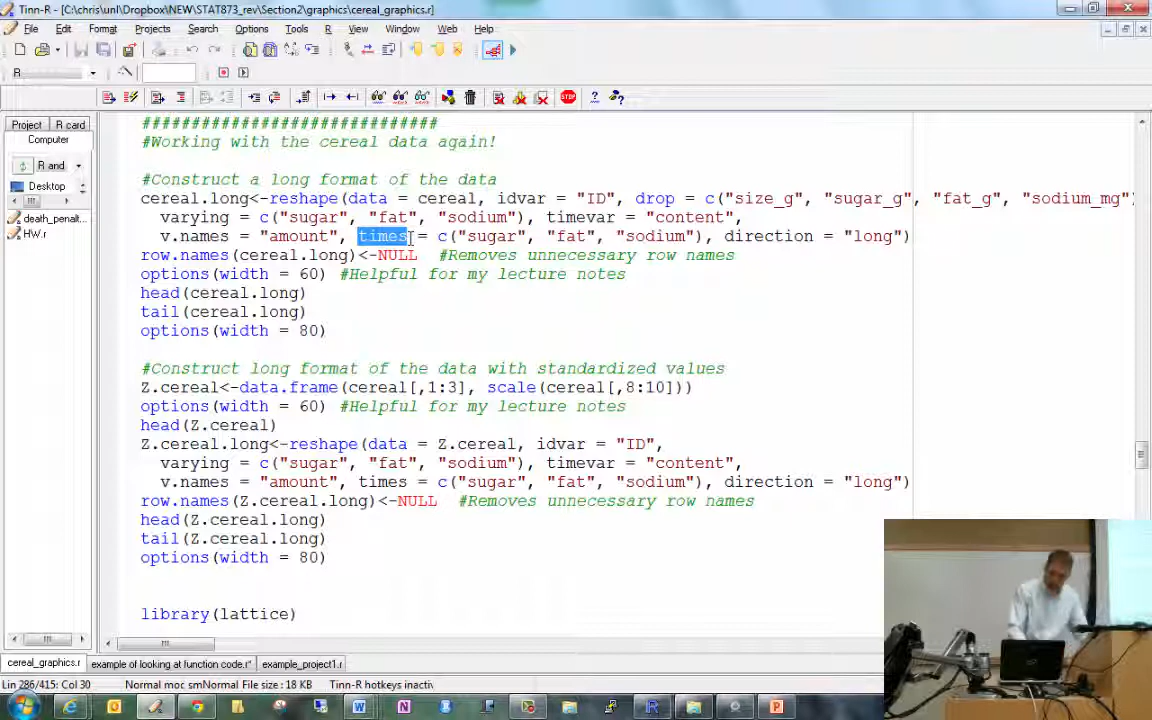 Tinn-R - [C:\chris\unl\Dropbox\NEW\STAT873_rev\Section2\graphics\cereal_graphics.r]
File Edit Format Projects Search Options Tools R View Window Web Help
R
Project R card
Computer
R and
Desktop
death_penalt...
HW.r
##############################
#Working with the cereal data again!
#Construct a long format of the data
cereal.long<-reshape(data = cereal, idvar = "ID", drop = c("size_g", "sugar_g", "fat_g", "sodium_mg")
varying = c("sugar", "fat", "sodium"), timevar = "content",
v.names = "amount", times = c("sugar", "fat", "sodium"), direction = "long")
row.names(cereal.long)<-NULL #Removes unnecessary row names
options(width = 60) #Helpful for my lecture notes
head(cereal.long)
tail(cereal.long)
options(width = 80)
#Construct long format of the data with standardized values
Z.cereal<-data.frame(cereal[,1:3], scale(cereal[,8:10]))
options(width = 60) #Helpful for my lecture notes
head(Z.cereal)
Z.cereal.long<-reshape(data = Z.cereal, idvar = "ID",
varying = c("sugar", "fat", "sodium"), timevar = "content",
v.names = "amount", times = c("sugar", "fat", "sodium"), direction = "long")
row.names(Z.cereal.long)<-NULL #Removes unnecessary row names
head(Z.cereal.long)
tail(Z.cereal.long)
options(width = 80)
library(lattice)
cereal_graphics.r example of looking at function code.r* example_project1.r
Lin 286/415: Col 30 Normal moc smNormal File size: 18 KB Tinn-R hotkeys inactiv